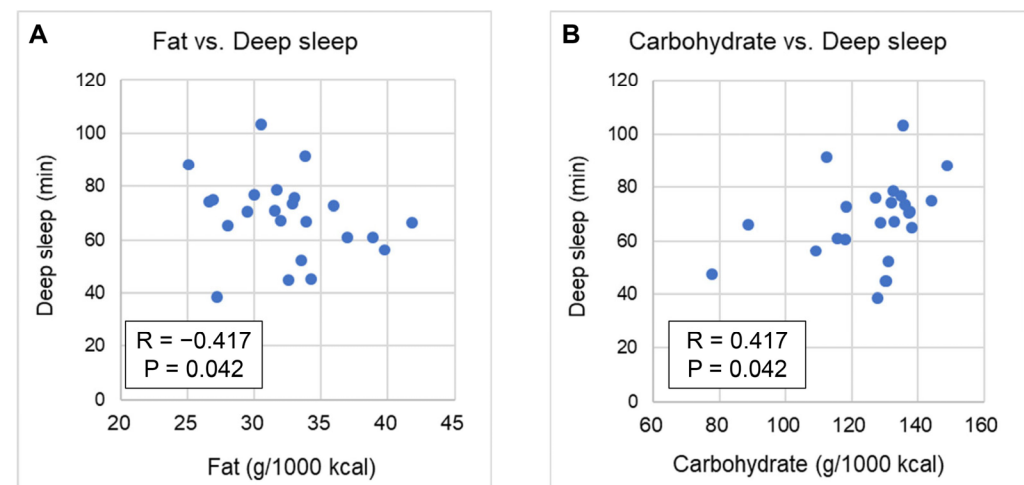 A
Fat vs. Deep sleep
120
100
80
60
40
20
0
Deep sleep (min)
R = −0.417
P = 0.042
20 25 30 35 40 45
Fat (g/1000 kcal)
B
Carbohydrate vs. Deep sleep
120
100
80
60
40
20
0
Deep sleep (min)
R = 0.417
P = 0.042
60 80 100 120 140 160
Carbohydrate (g/1000 kcal)